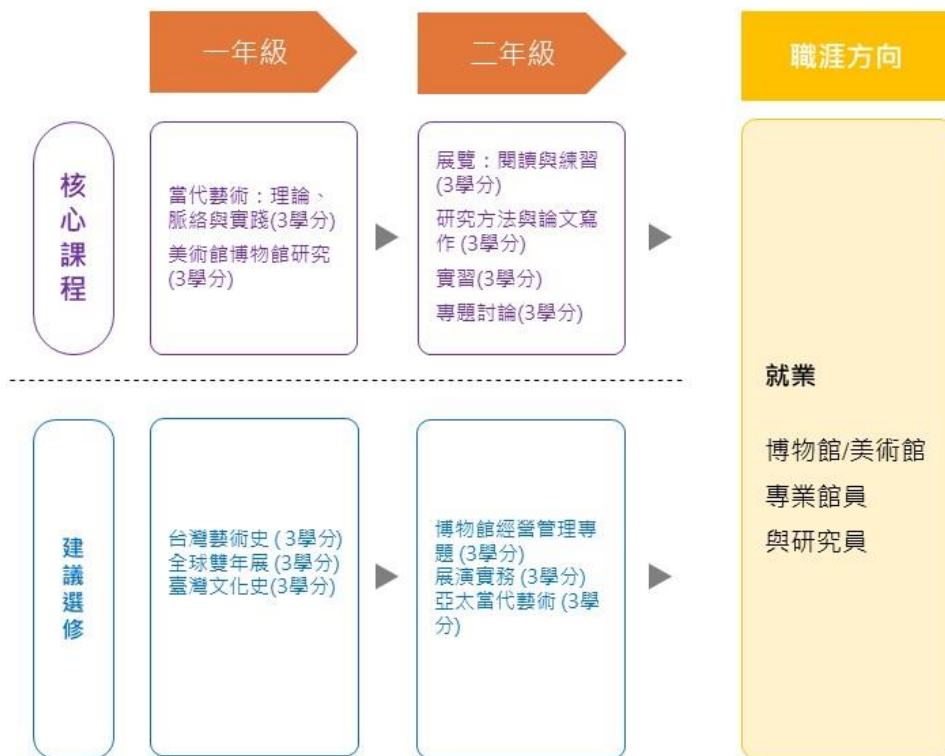 一年級
二年級
職涯方向
核心課程
當代藝術：理論、
脈絡與實踐(3學分)
美術館博物館研究
(3學分)
展覽：閱讀與練習
(3學分)
研究方法與論文寫
作 (3學分)
實習(3學分)
專題討論(3學分)
建議選修
台灣藝術史 ( 3學分)
全球雙年展 (3學分)
臺灣文化史(3學分)
博物館經營管理專
題 (3學分)
展演實務 (3學分)
亞太當代藝術 (3學
分)
就業
博物館/美術館
專業館員
與研究員